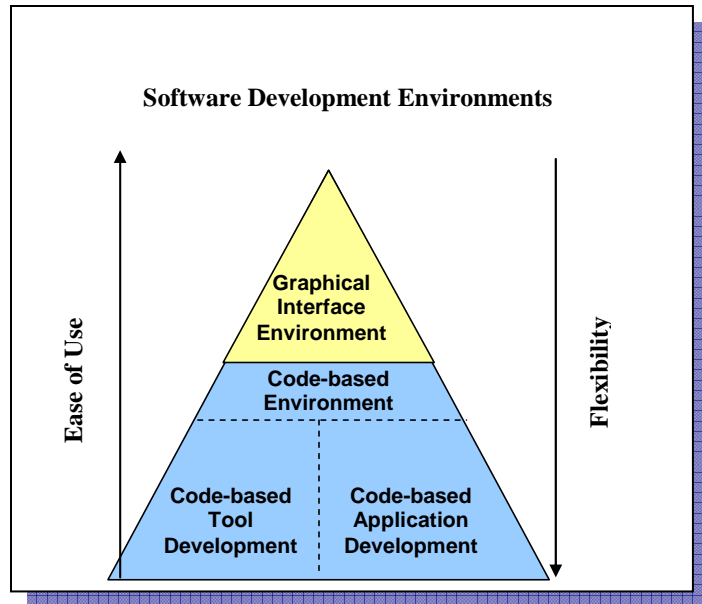 Software Development Environments
Ease of Use
Graphical
Interface
Environment
Flexibility
Code-based
Environment
Code-based
Tool
Development
Code-based
Application
Development